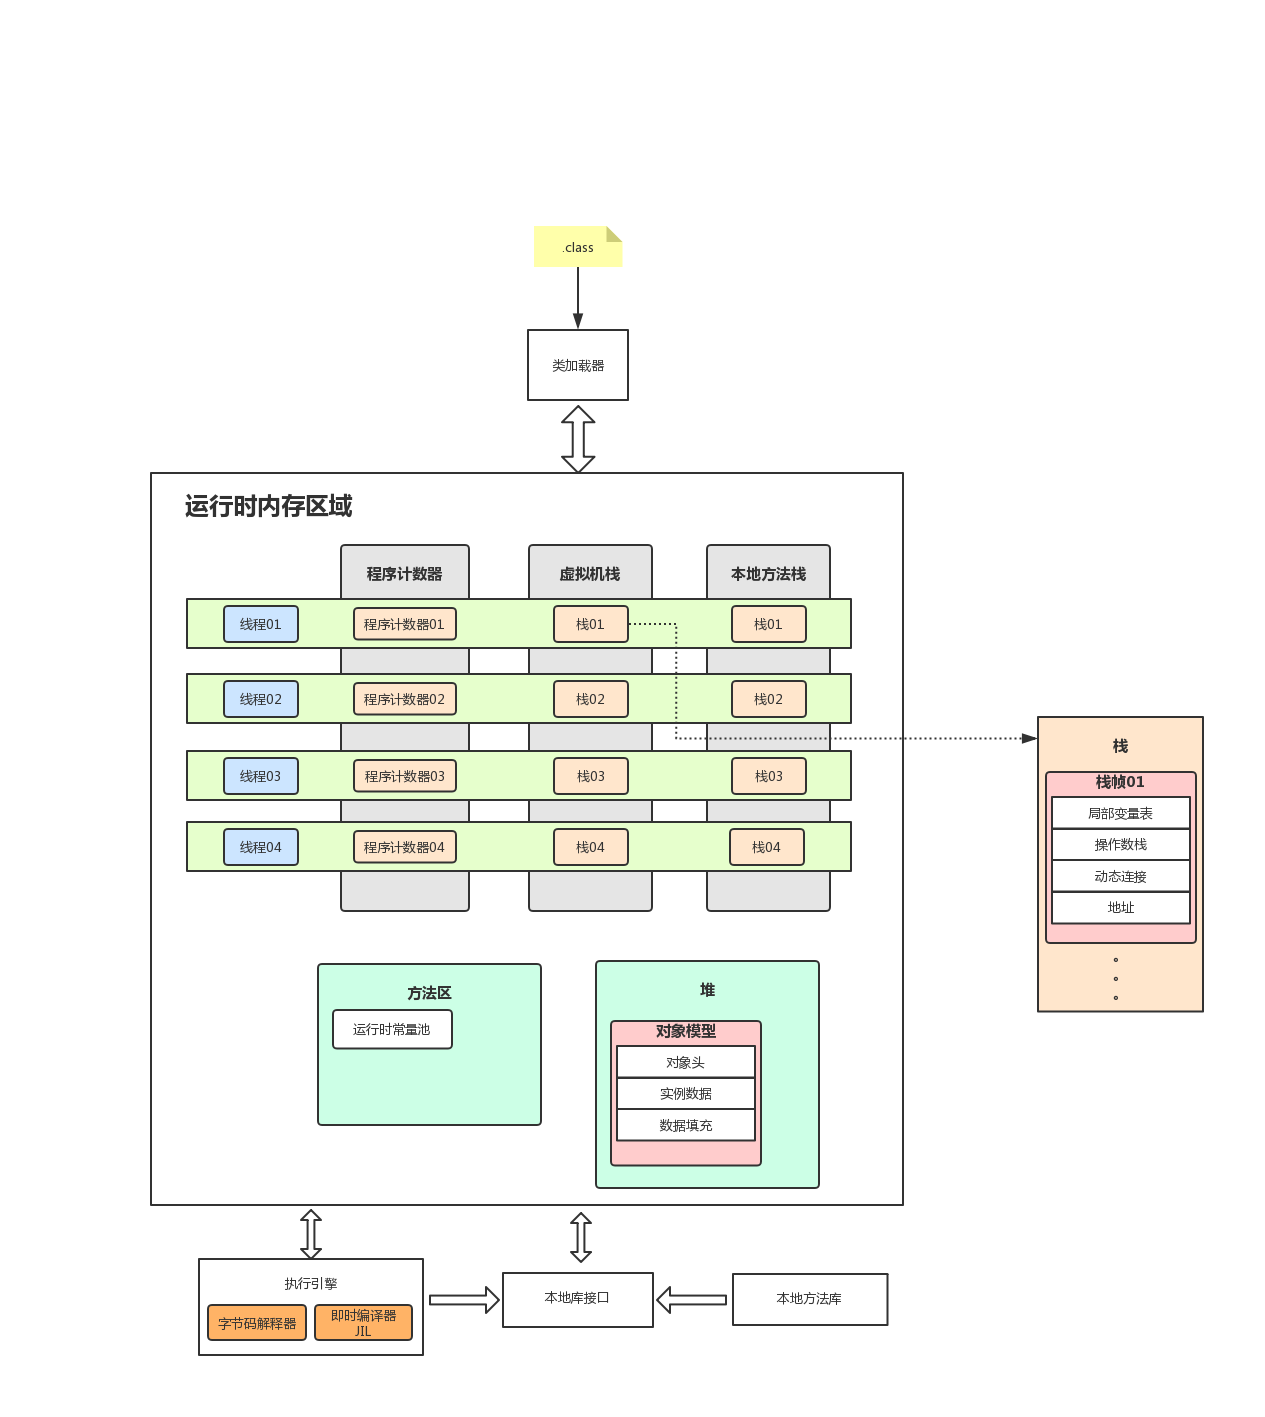 .class
类加载器
运行时内存区域
程序计数器
虚拟机栈
本地方法栈
线程01
程序计数器01
栈01
栈01
线程02
程序计数器02
栈02
栈02
线程03
程序计数器03
栈03
栈03
线程04
程序计数器04
栈04
栈04
栈
栈帧01
局部变量表
操作数栈
动态连接
地址
。
。
。
方法区
运行时常量池
堆
对象模型
对象头
实例数据
数据填充
执行引擎
字节码解释器
即时编译器
JIL
本地库接口
本地方法库